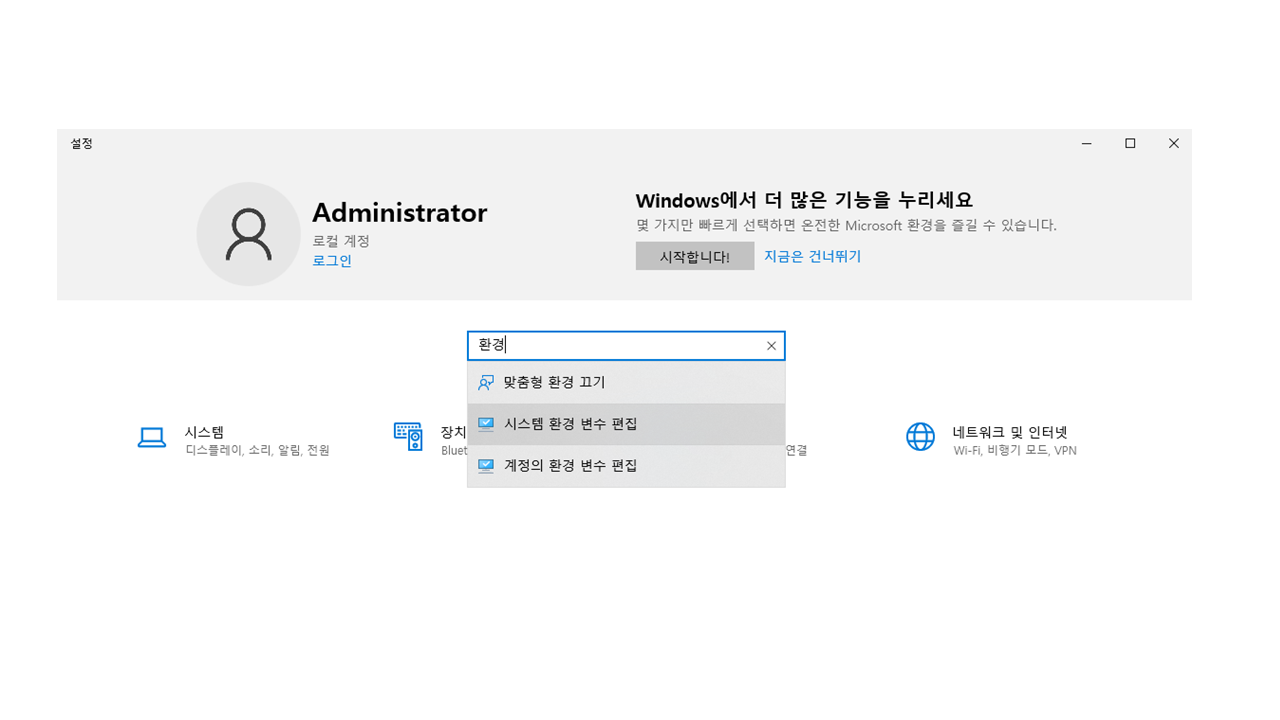 설정
Administrator
로컬 계정
로그인
Windows에서 더 많은 기능을 누리세요
몇 가지만 빠르게 선택하면 온전한 Microsoft 환경을 즐길 수 있습니다.
시작합니다! 지금은 건너뛰기
환경
맞춤형 환경 끄기
시스템 환경 변수 편집
계정의 환경 변수 편집
시스템
디스플레이, 소리, 알림, 전원
장치
Bluet
연결
네트워크 및 인터넷
Wi-Fi, 비행기 모드, VPN